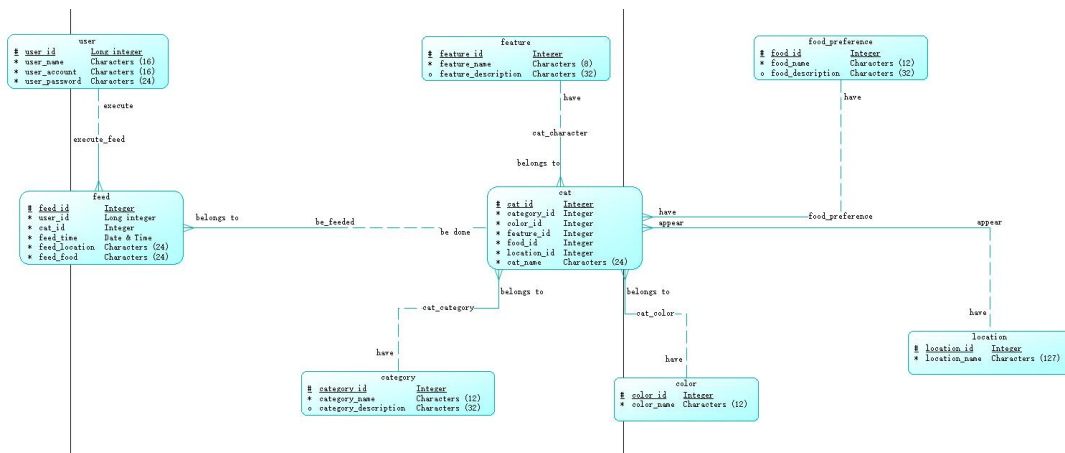 user
# user_id Long integer
* user_name Characters (16)
* user_account Characters (16)
* user_password Characters (24)
feature
# feature_id Integer
* feature_name Characters (8)
o feature_description Characters (32)
food_preference
# food_id Integer
* food_name Characters (12)
o food_description Characters (32)
execute
execute_feed
have
cat_character
belongs to
have
feed
# feed_id Integer
* user_id Long integer
* cat_id Integer
* feed_time Date & Time
* feed_location Characters (24)
* feed_food Characters (24)
belongs to
be_feeded
be done
cat
# cat_id Integer
* category_id Integer
* color_id Integer
* feature_id Integer
* food_id Integer
* location_id Integer
* cat_name Characters (24)
have
food_preference
appear
appear
belongs to
cat_category
have
belongs to
cat_color
have
have
location
# location_id Integer
* location_name Characters (127)
category
# category_id Integer
* category_name Characters (12)
o category_description Characters (32)
color
# color_id Integer
* color_name Characters (12)